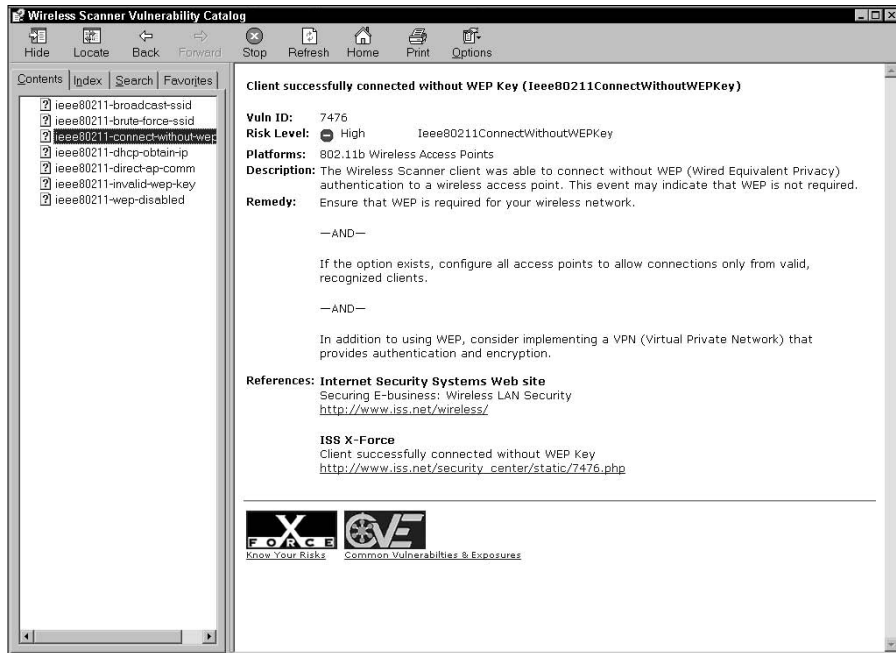 Wireless Scanner Vulnerability Catalog
Hide Locate Back Forward Stop Refresh Home Print Options
Contents Index Search Favorites
ieee80211-broadcast-ssid
ieee80211-brute-force-ssid
ieee80211-connect-without-wep
ieee80211-dhcp-obtain-ip
ieee80211-direct-ap-comm
ieee80211-invalid-wep-key
ieee80211-wep-disabled
Client successfully connected without WEP Key (Ieee80211ConnectWithoutWEPKey)
Vuln ID: 7476
Risk Level: High Ieee80211ConnectWithoutWEPKey
Platforms: 802.11b Wireless Access Points
Description: The Wireless Scanner client was able to connect without WEP (Wired Equivalent Privacy)
authentication to a wireless access point. This event may indicate that WEP is not required.
Remedy: Ensure that WEP is required for your wireless network.
—AND—
If the option exists, configure all access points to allow connections only from valid,
recognized clients.
—AND—
In addition to using WEP, consider implementing a VPN (Virtual Private Network) that
provides authentication and encryption.
References: Internet Security Systems Web site
Securing E-business: Wireless LAN Security
http://www.iss.net/wireless/
ISS X-Force
Client successfully connected without WEP Key
http://www.iss.net/security_center/static/7476.php
X
FORCE
CVE
Know Your Risks Common Vulnerabilties & Exposures